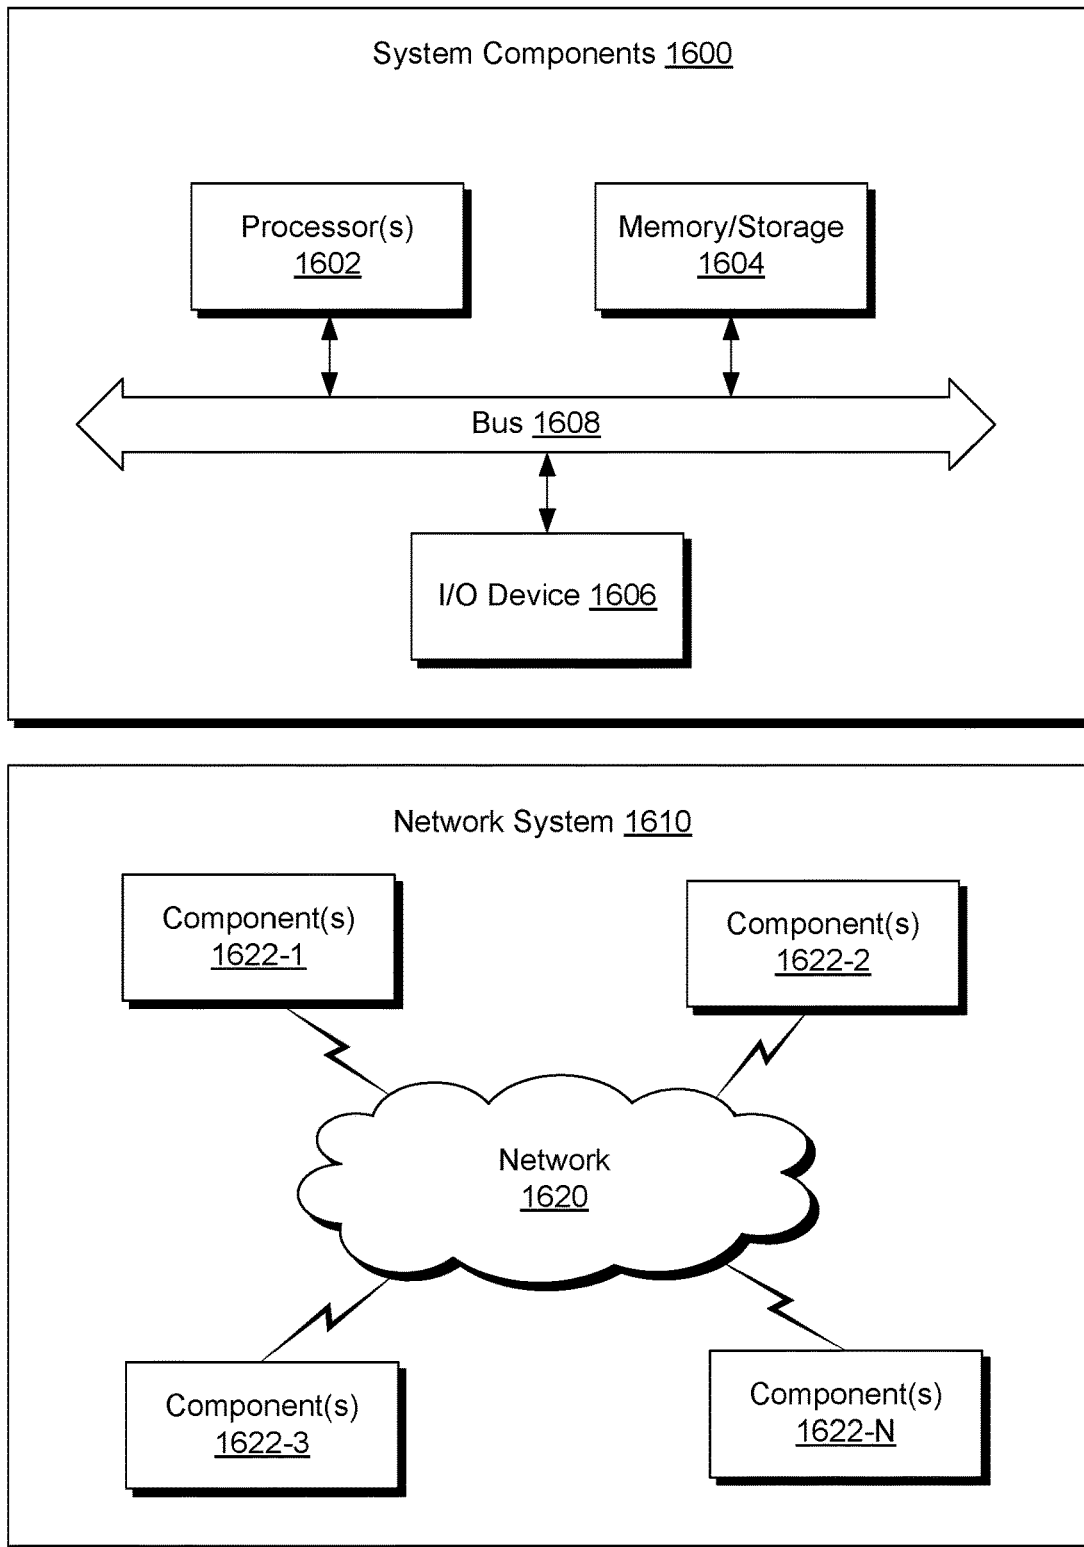 System Components 1600
Processor(s)
1602
Memory/Storage
1604
Bus 1608
I/O Device 1606
Network System 1610
Component(s)
1622-1
Component(s)
1622-2
Network
1620
Component(s)
1622-3
Component(s)
1622-N